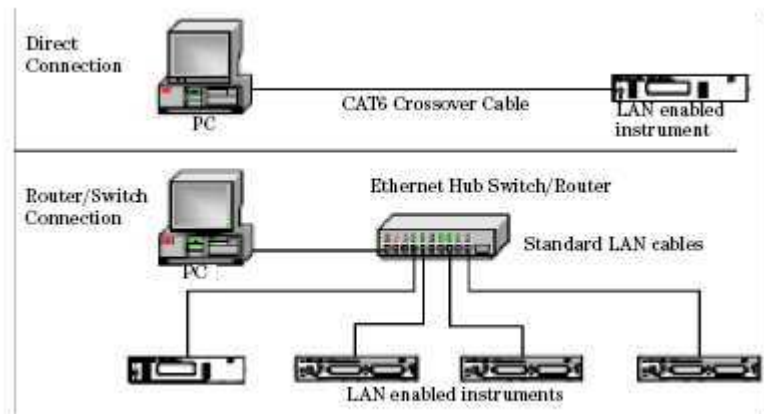 Direct
Connection
PC
CAT6 Crossover Cable
LAN enabled
instrument
Router/Switch
Connection
PC
Ethernet Hub Switch/Router
Standard LAN cables
LAN enabled instruments